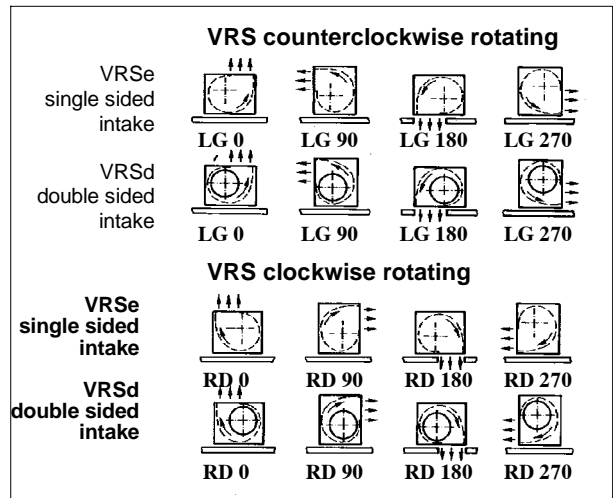 VRS counterclockwise rotating
VRSe
single sided
intake
LG 0 LG 90 LG 180 LG 270
VRSd
double sided
intake
LG 0 LG 90 LG 180 LG 270
VRS clockwise rotating
VRSe
single sided
intake
RD 0 RD 90 RD 180 RD 270
VRSd
double sided
intake
RD 0 RD 90 RD 180 RD 270